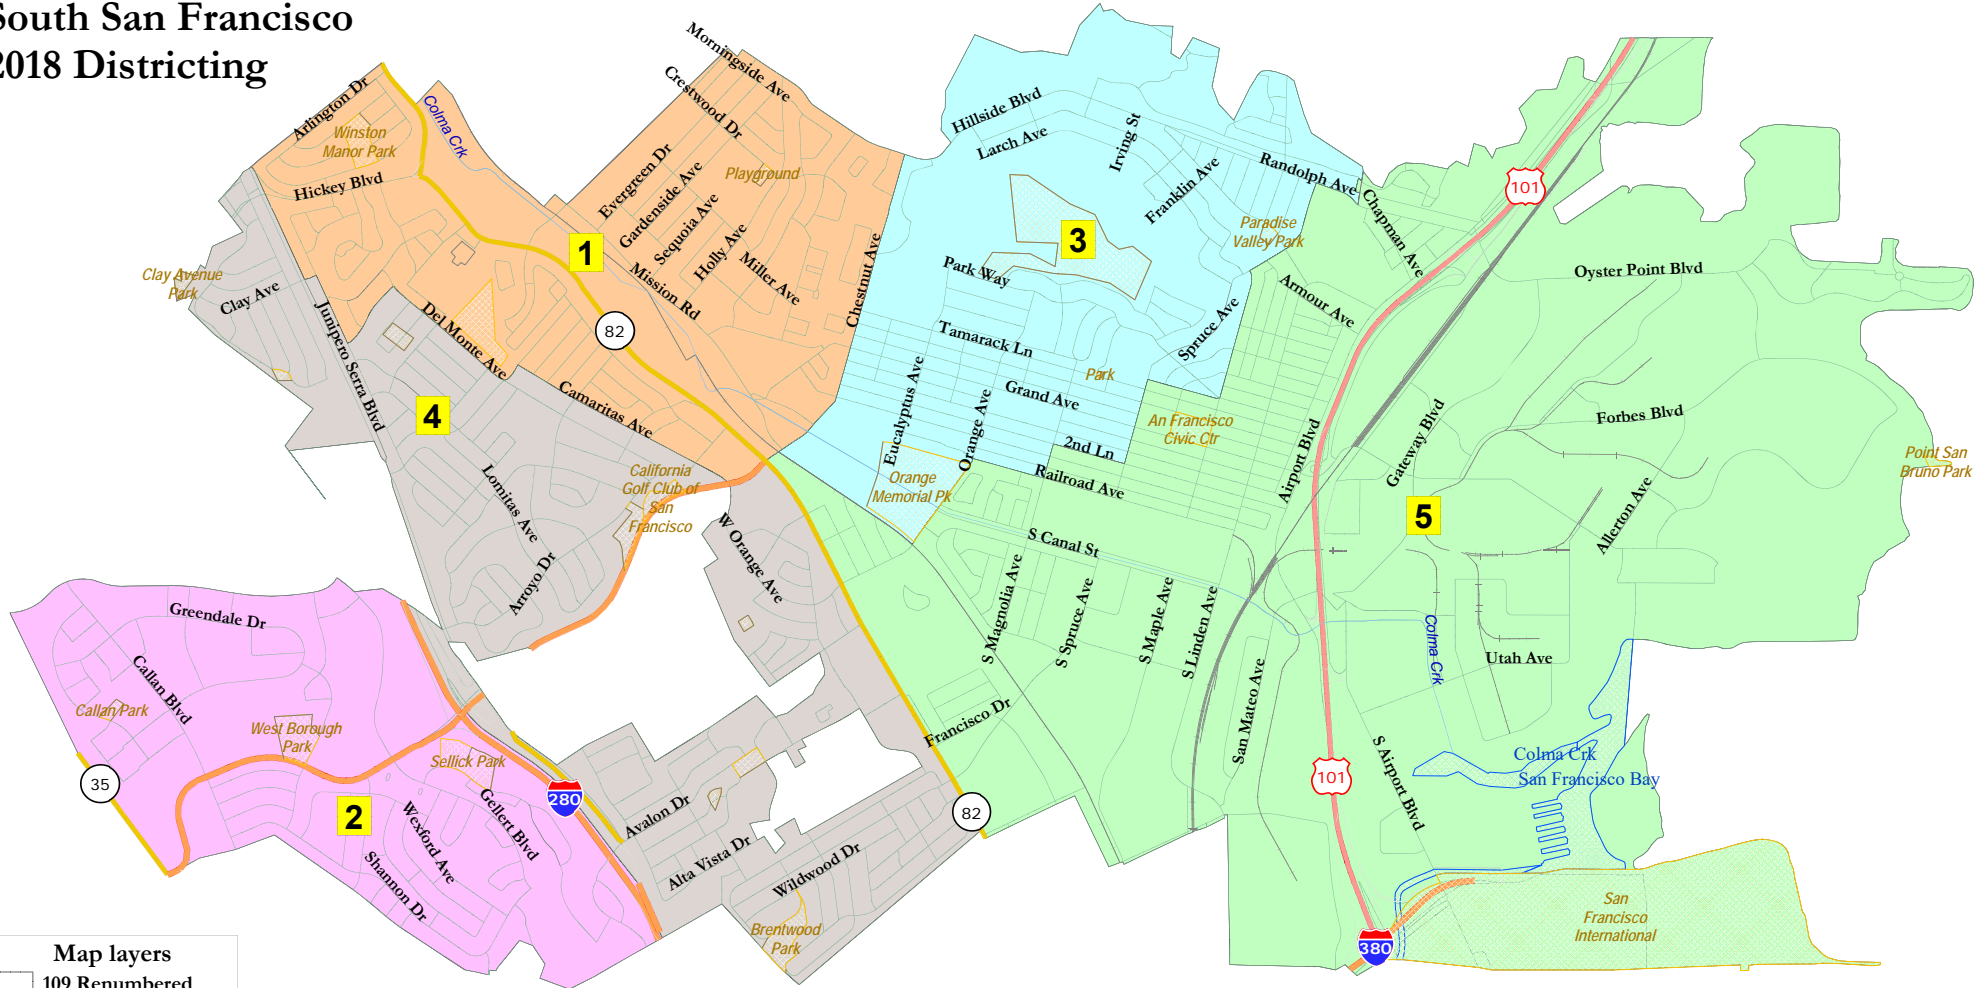 South San Francisco
2018 Districting
Arlington Dr
Winston
Manor Park
Hickey Blvd
Colma Crk
Morningside Ave
Crestwood Dr
Evergreen Dr
Gardenside Ave
Sequoia Ave
Holly Ave
Miller Ave
Mission Rd
Playground
Chestnut Ave
1
82
Clay Avenue
Park
Clay Ave
Junipero Serra Blvd
Del Monte Ave
Camaritas Ave
4
Lomitas Ave
Arroyo Dr
California
Golf Club of
San
Francisco
W Orange Ave
Hillside Blvd
Larch Ave
Irving St
Franklin Ave
Randolph Ave
Paradise
Valley Park
3
Park Way
Tamarack Ln
Grand Ave
Park
Spruce Ave
Eucalyptus Ave
Orange Ave
2nd Ln
Orange
Memorial Pk
Railroad Ave
An Francisco
Civic Ctr
Chapman Ave
Armour Ave
101
Oyster Point Blvd
Forbes Blvd
Gateway Blvd
Airport Blvd
Allerton Ave
Point San
Bruno Park
5
S Canal St
S Magnolia Ave
S Spruce Ave
S Maple Ave
S Linden Ave
San Mateo Ave
Colma Crk
Utah Ave
Francisco Dr
82
101
S Airport Blvd
Colma Crk
San Francisco Bay
San
Francisco
International
380
Greendale Dr
Callan Blvd
Callan Park
West Borough
Park
Sellick Park
35
2
Wexford Ave
Gellert Blvd
Shannon Dr
280
Avalon Dr
Alta Vista Dr
Wildwood Dr
Brentwood
Park
Map layers
109 Renumbered